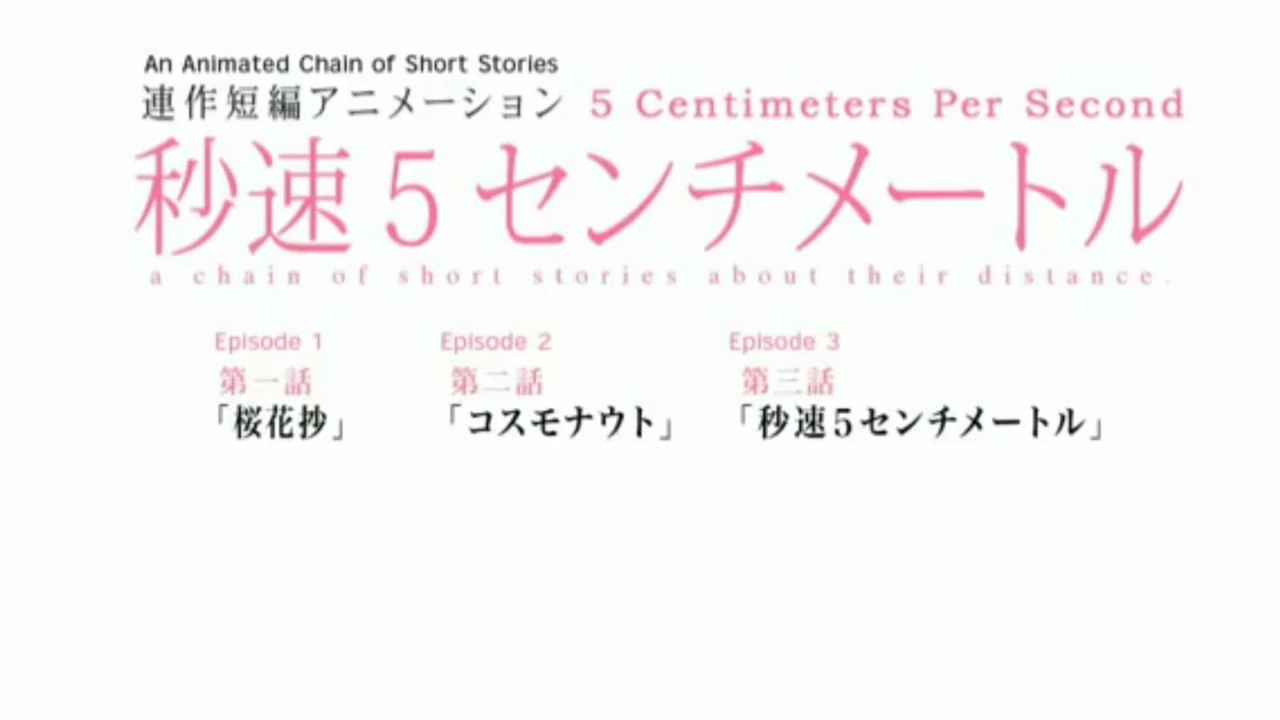 An Animated Chain of Short Stories
連作短編アニメーション 5 Centimeters Per Second
秒速5センチメートル
a chain of short stories about their distance.
Episode 1 Episode 2 Episode 3
第一話 第二話 第三話
「桜花抄」 「コスモナウト」 「秒速5センチメートル」